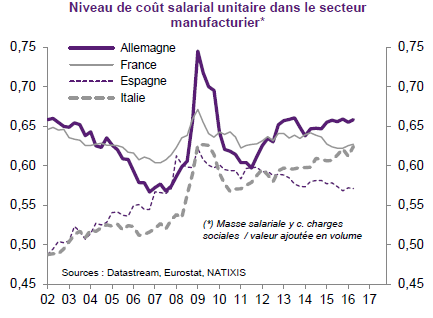 Niveau de coût salarial unitaire dans le secteur
manufacturier*
0,75 0,75
Allemagne
France
0,70 0,70
Espagne
Italie
0,65 0,65
0,60 0,60
0,55 0,55
(*) Masse salariale y c. charges
0,50 0,50
sociales / valeur ajoutée en volume
Sources : Datastream, Eurostat, NATIXIS
0,45 0,45
02 03 04 05 06 07 08 09 10 11 12 13 14 15 16 17